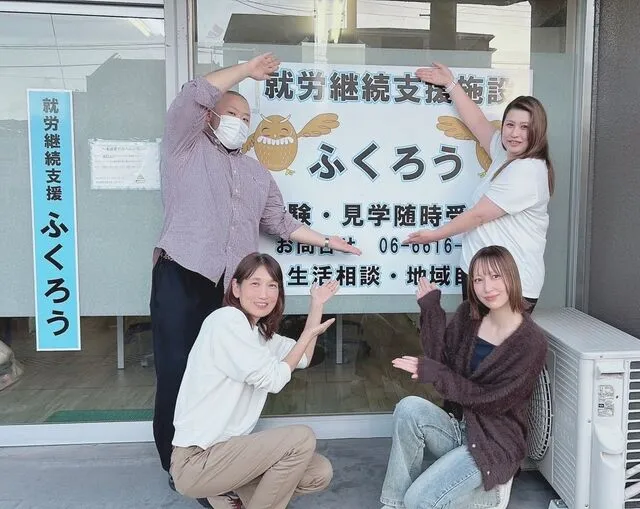 就労継続支援 ふくろう
就労継続支援施設
ふくろう
験・見学随時受
お問合せ 06-6616-
生活相談・地域